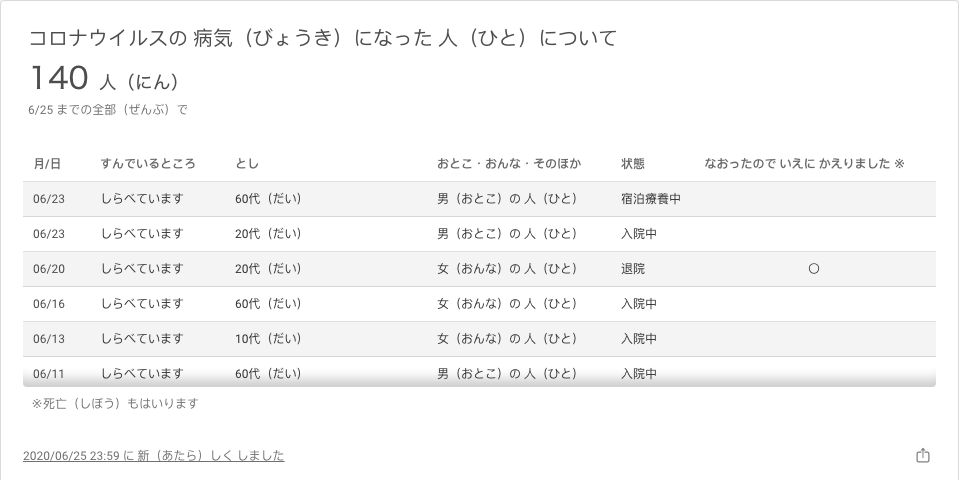 コロナウイルスの 病気（びょうき）になった 人（ひと）について
140 人（にん）
6/25 までの全部（ぜんぶ）で
月/日 すんでいるところ とし おとこ・おんな・そのほか 状態 なおったので いえに かえりました ※
06/23 しらべています 60代（だい） 男（おとこ）の 人（ひと） 宿泊療養中
06/23 しらべています 20代（だい） 男（おとこ）の 人（ひと） 入院中
06/20 しらべています 20代（だい） 女（おんな）の 人（ひと） 退院 〇
06/16 しらべています 60代（だい） 女（おんな）の 人（ひと） 入院中
06/13 しらべています 10代（だい） 女（おんな）の 人（ひと） 入院中
06/11 しらべています 60代（だい） 男（おとこ）の 人（ひと） 入院中
※死亡（しぼう）もはいります
2020/06/25 23:59 に 新（あたら）しく しました